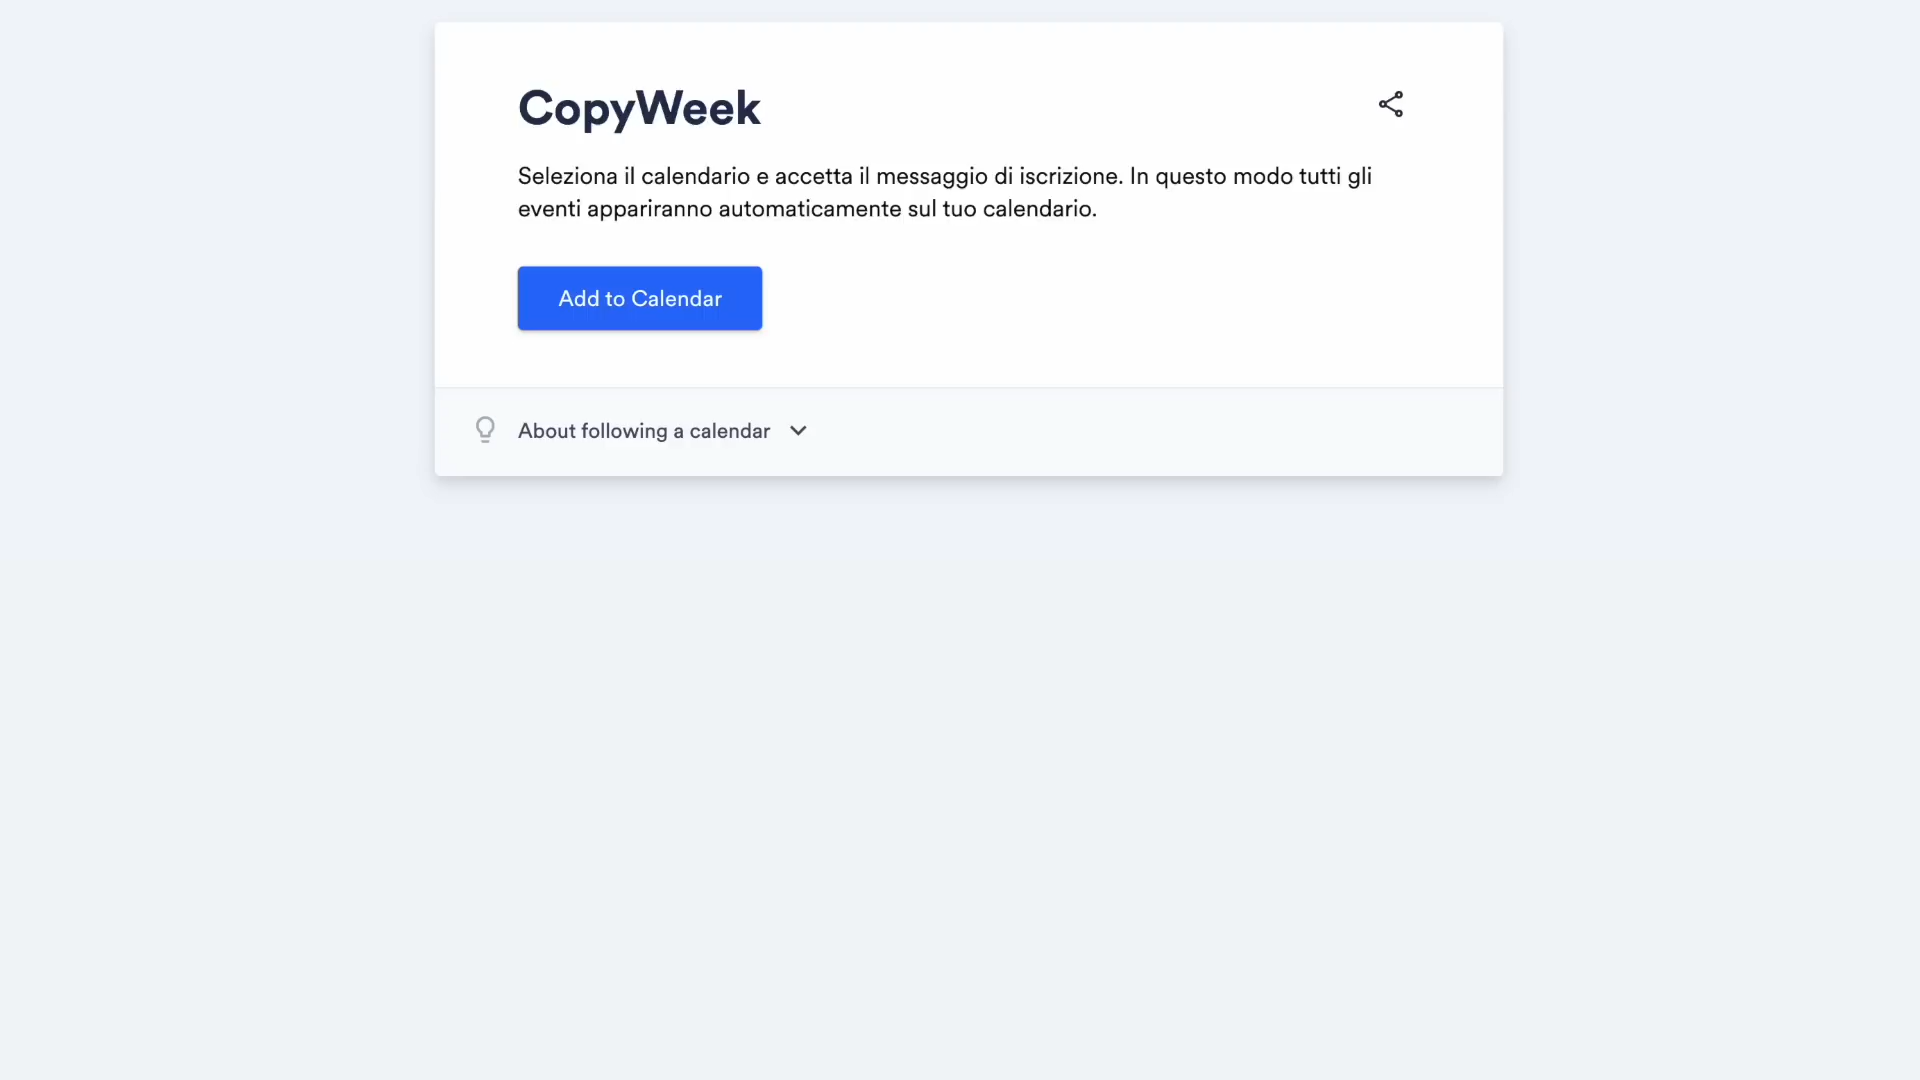 CopyWeek
Seleziona il calendario e accetta il messaggio di iscrizione. In questo modo tutti gli
eventi appariranno automaticamente sul tuo calendario.
Add to Calendar
About following a calendar